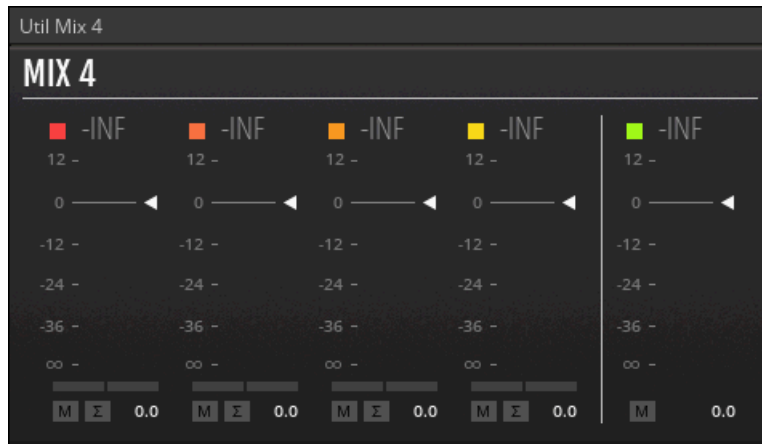 Util Mix 4
MIX 4
-INF -INF -INF -INF -INF
12 - 12 - 12 - 12 - 12 -
0 0 0 0 0
-12 - -12 - -12 - -12 - -12 -
-24 - -24 - -24 - -24 - -24 -
-36 - -36 - -36 - -36 - -36 -
∞ - ∞ - ∞ - ∞ - ∞ -
M Σ 0.0 M Σ 0.0 M Σ 0.0 M Σ 0.0 M 0.0